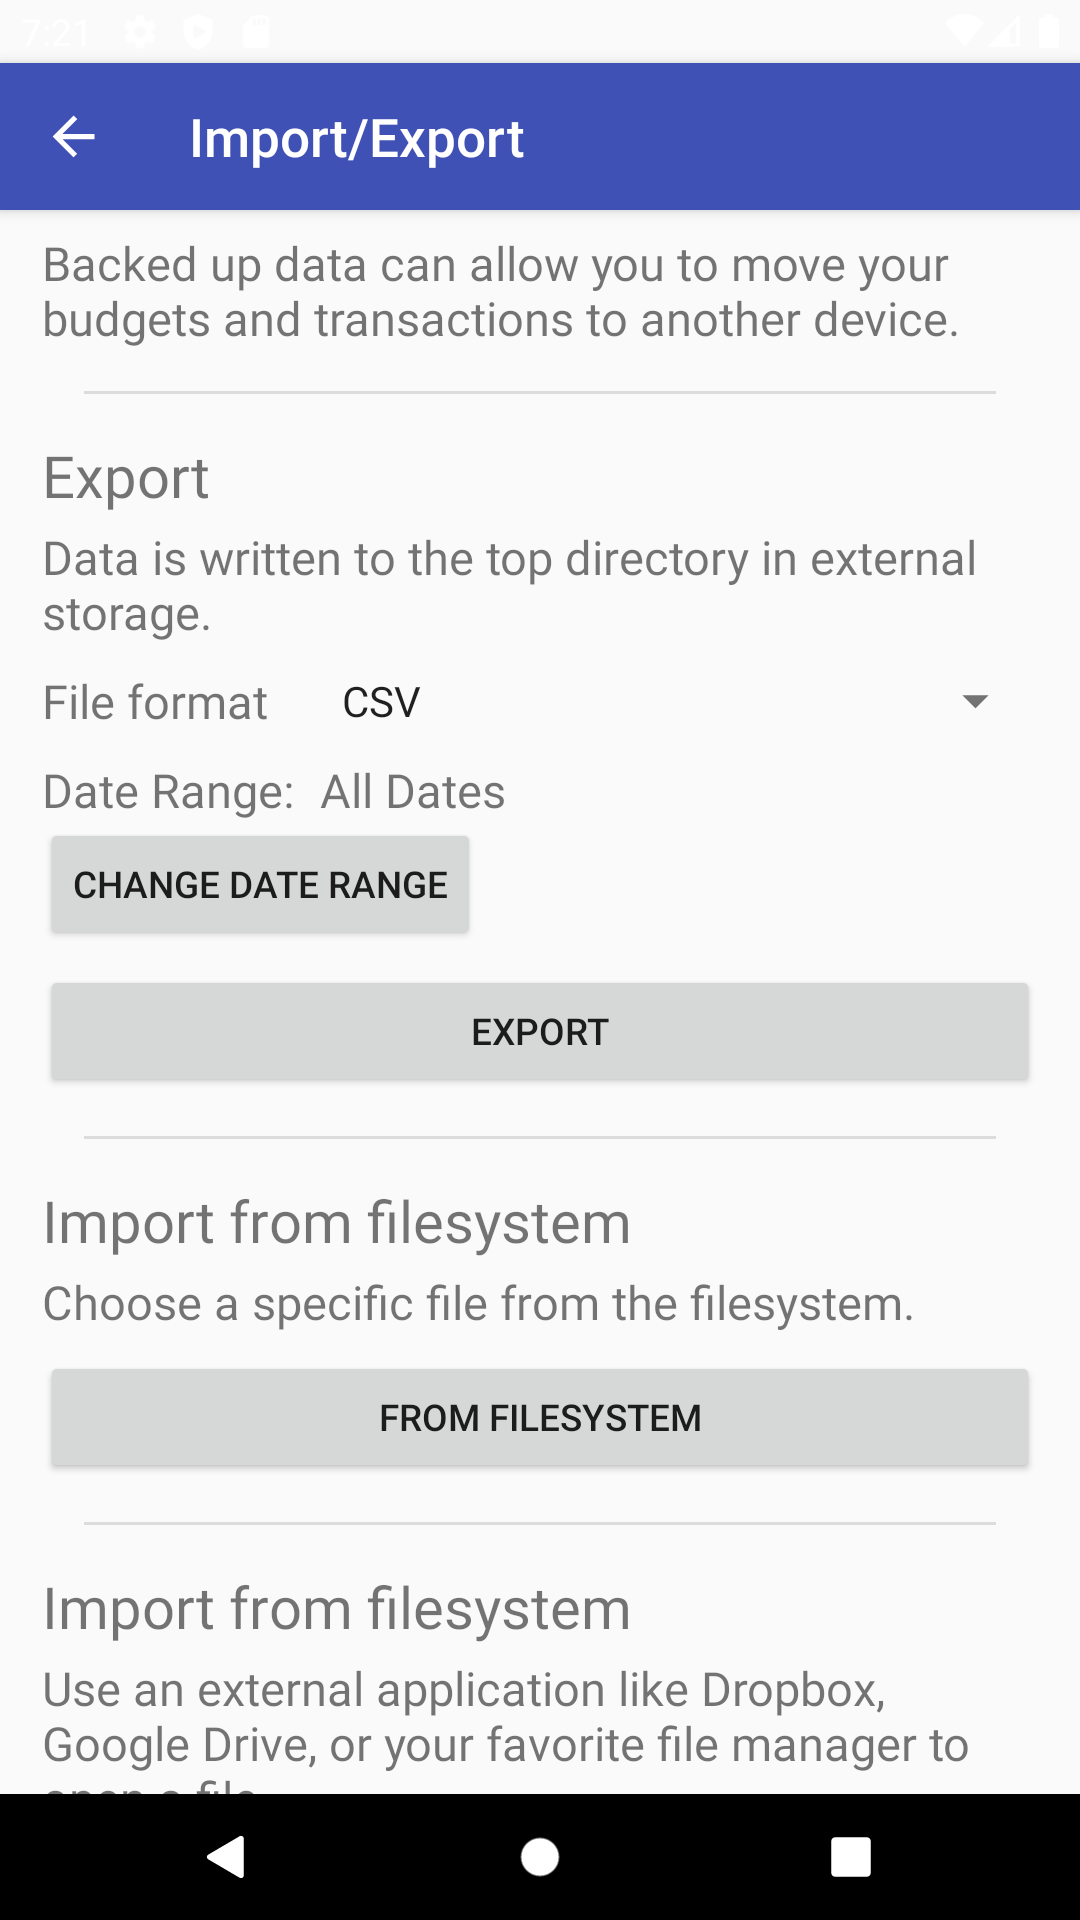 7:21
Import/Export
Backed up data can allow you to move your
budgets and transactions to another device.
Export
Data is written to the top directory in external
storage.
File format CSV
Date Range: All Dates
CHANGE DATE RANGE
EXPORT
Import from filesystem
Choose a specific file from the filesystem.
FROM FILESYSTEM
Import from filesystem
Use an external application like Dropbox,
Google Drive, or your favorite file manager to
open a file